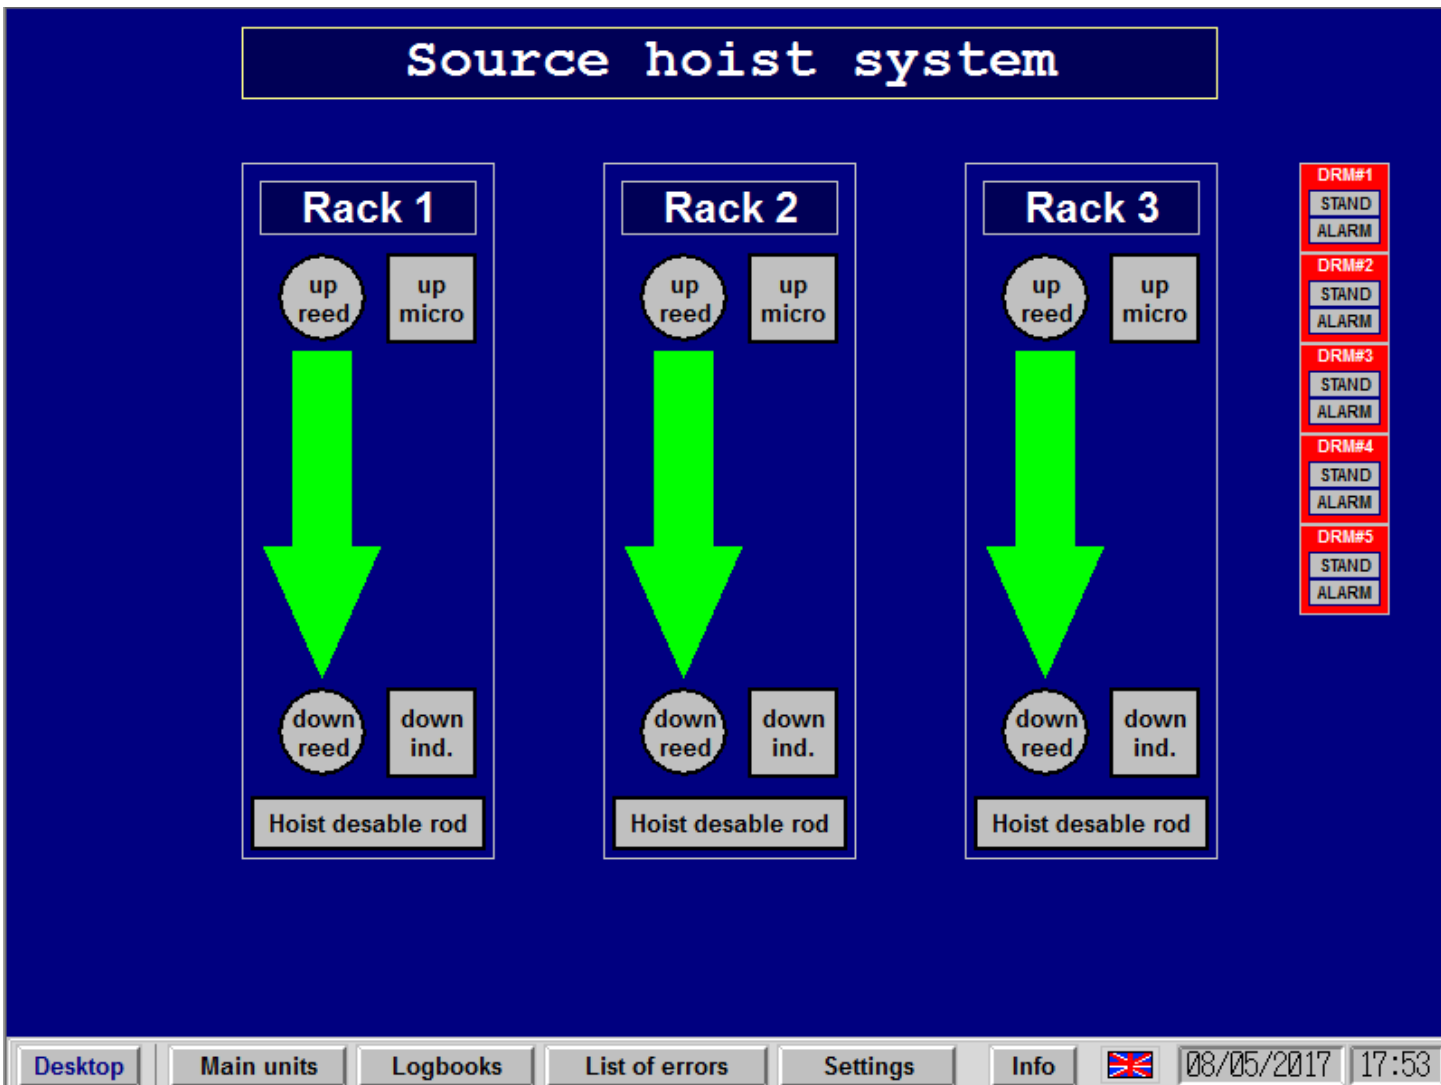 Source hoist system
Rack 1
up
reed
up
micro
down
reed
down
ind.
Hoist desable rod
Rack 2
up
reed
up
micro
down
reed
down
ind.
Hoist desable rod
Rack 3
up
reed
up
micro
down
reed
down
ind.
Hoist desable rod
DRM#1
STAND
ALARM
DRM#2
STAND
ALARM
DRM#3
STAND
ALARM
DRM#4
STAND
ALARM
DRM#5
STAND
ALARM
Desktop Main units Logbooks List of errors Settings Info 08/05/2017 17:53